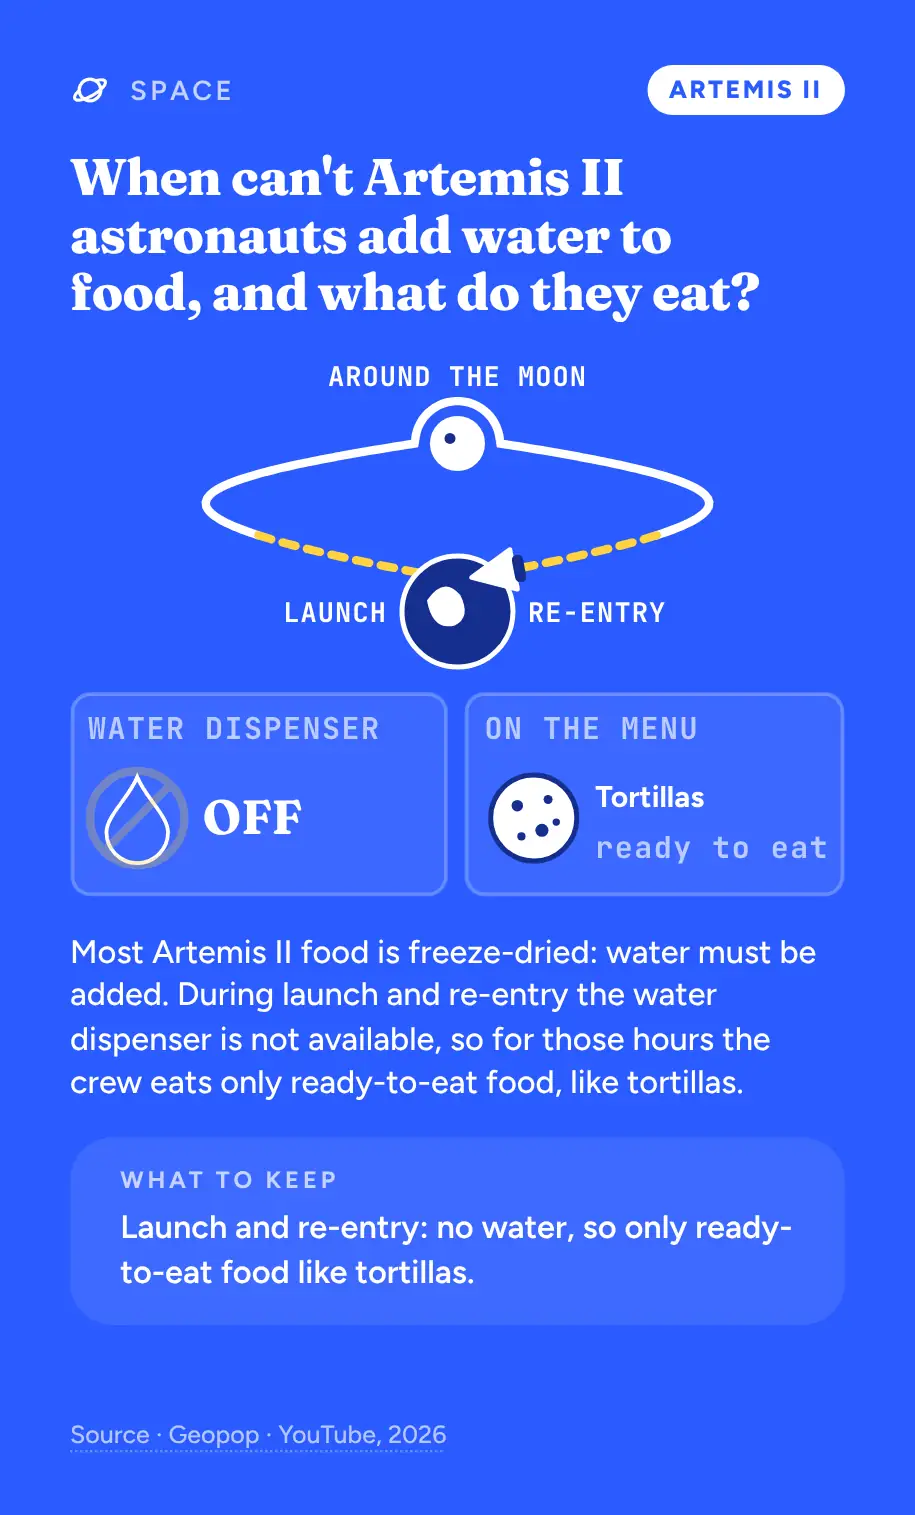 SPACE
ARTEMIS II
When can't Artemis II
astronauts add water to
food, and what do they eat?
AROUND THE MOON
LAUNCH
RE-ENTRY
WATER DISPENSER
OFF
ON THE MENU
Tortillas
ready to eat
Most Artemis II food is freeze-dried: water must be
added. During launch and re-entry the water
dispenser is not available, so for those hours the
crew eats only ready-to-eat food, like tortillas.
WHAT TO KEEP
Launch and re-entry: no water, so only ready-
to-eat food like tortillas.
Source · Geopop · YouTube, 2026